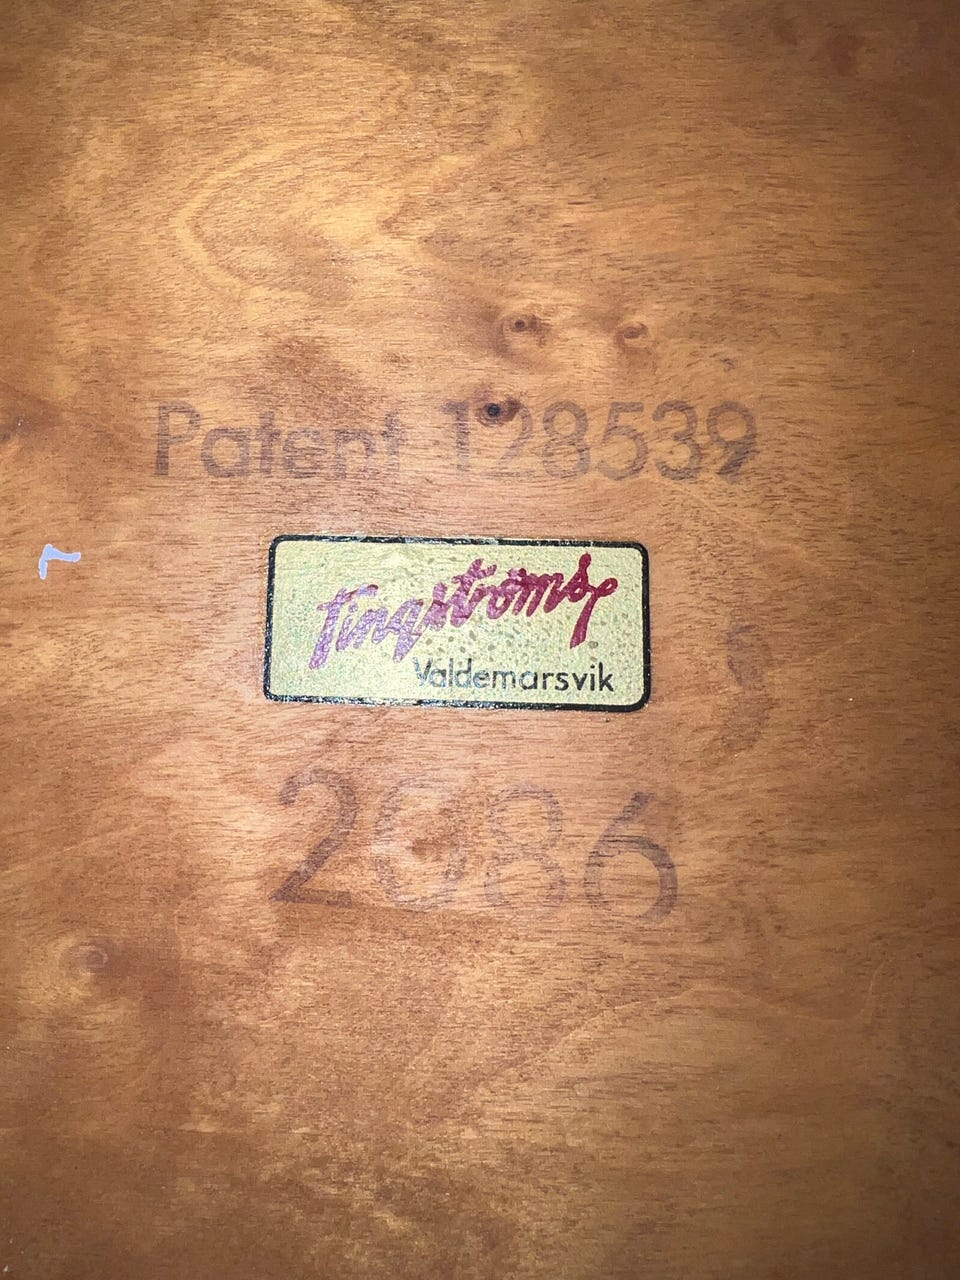 Patent 128539
Tingströms
Valdemarsvik
2086